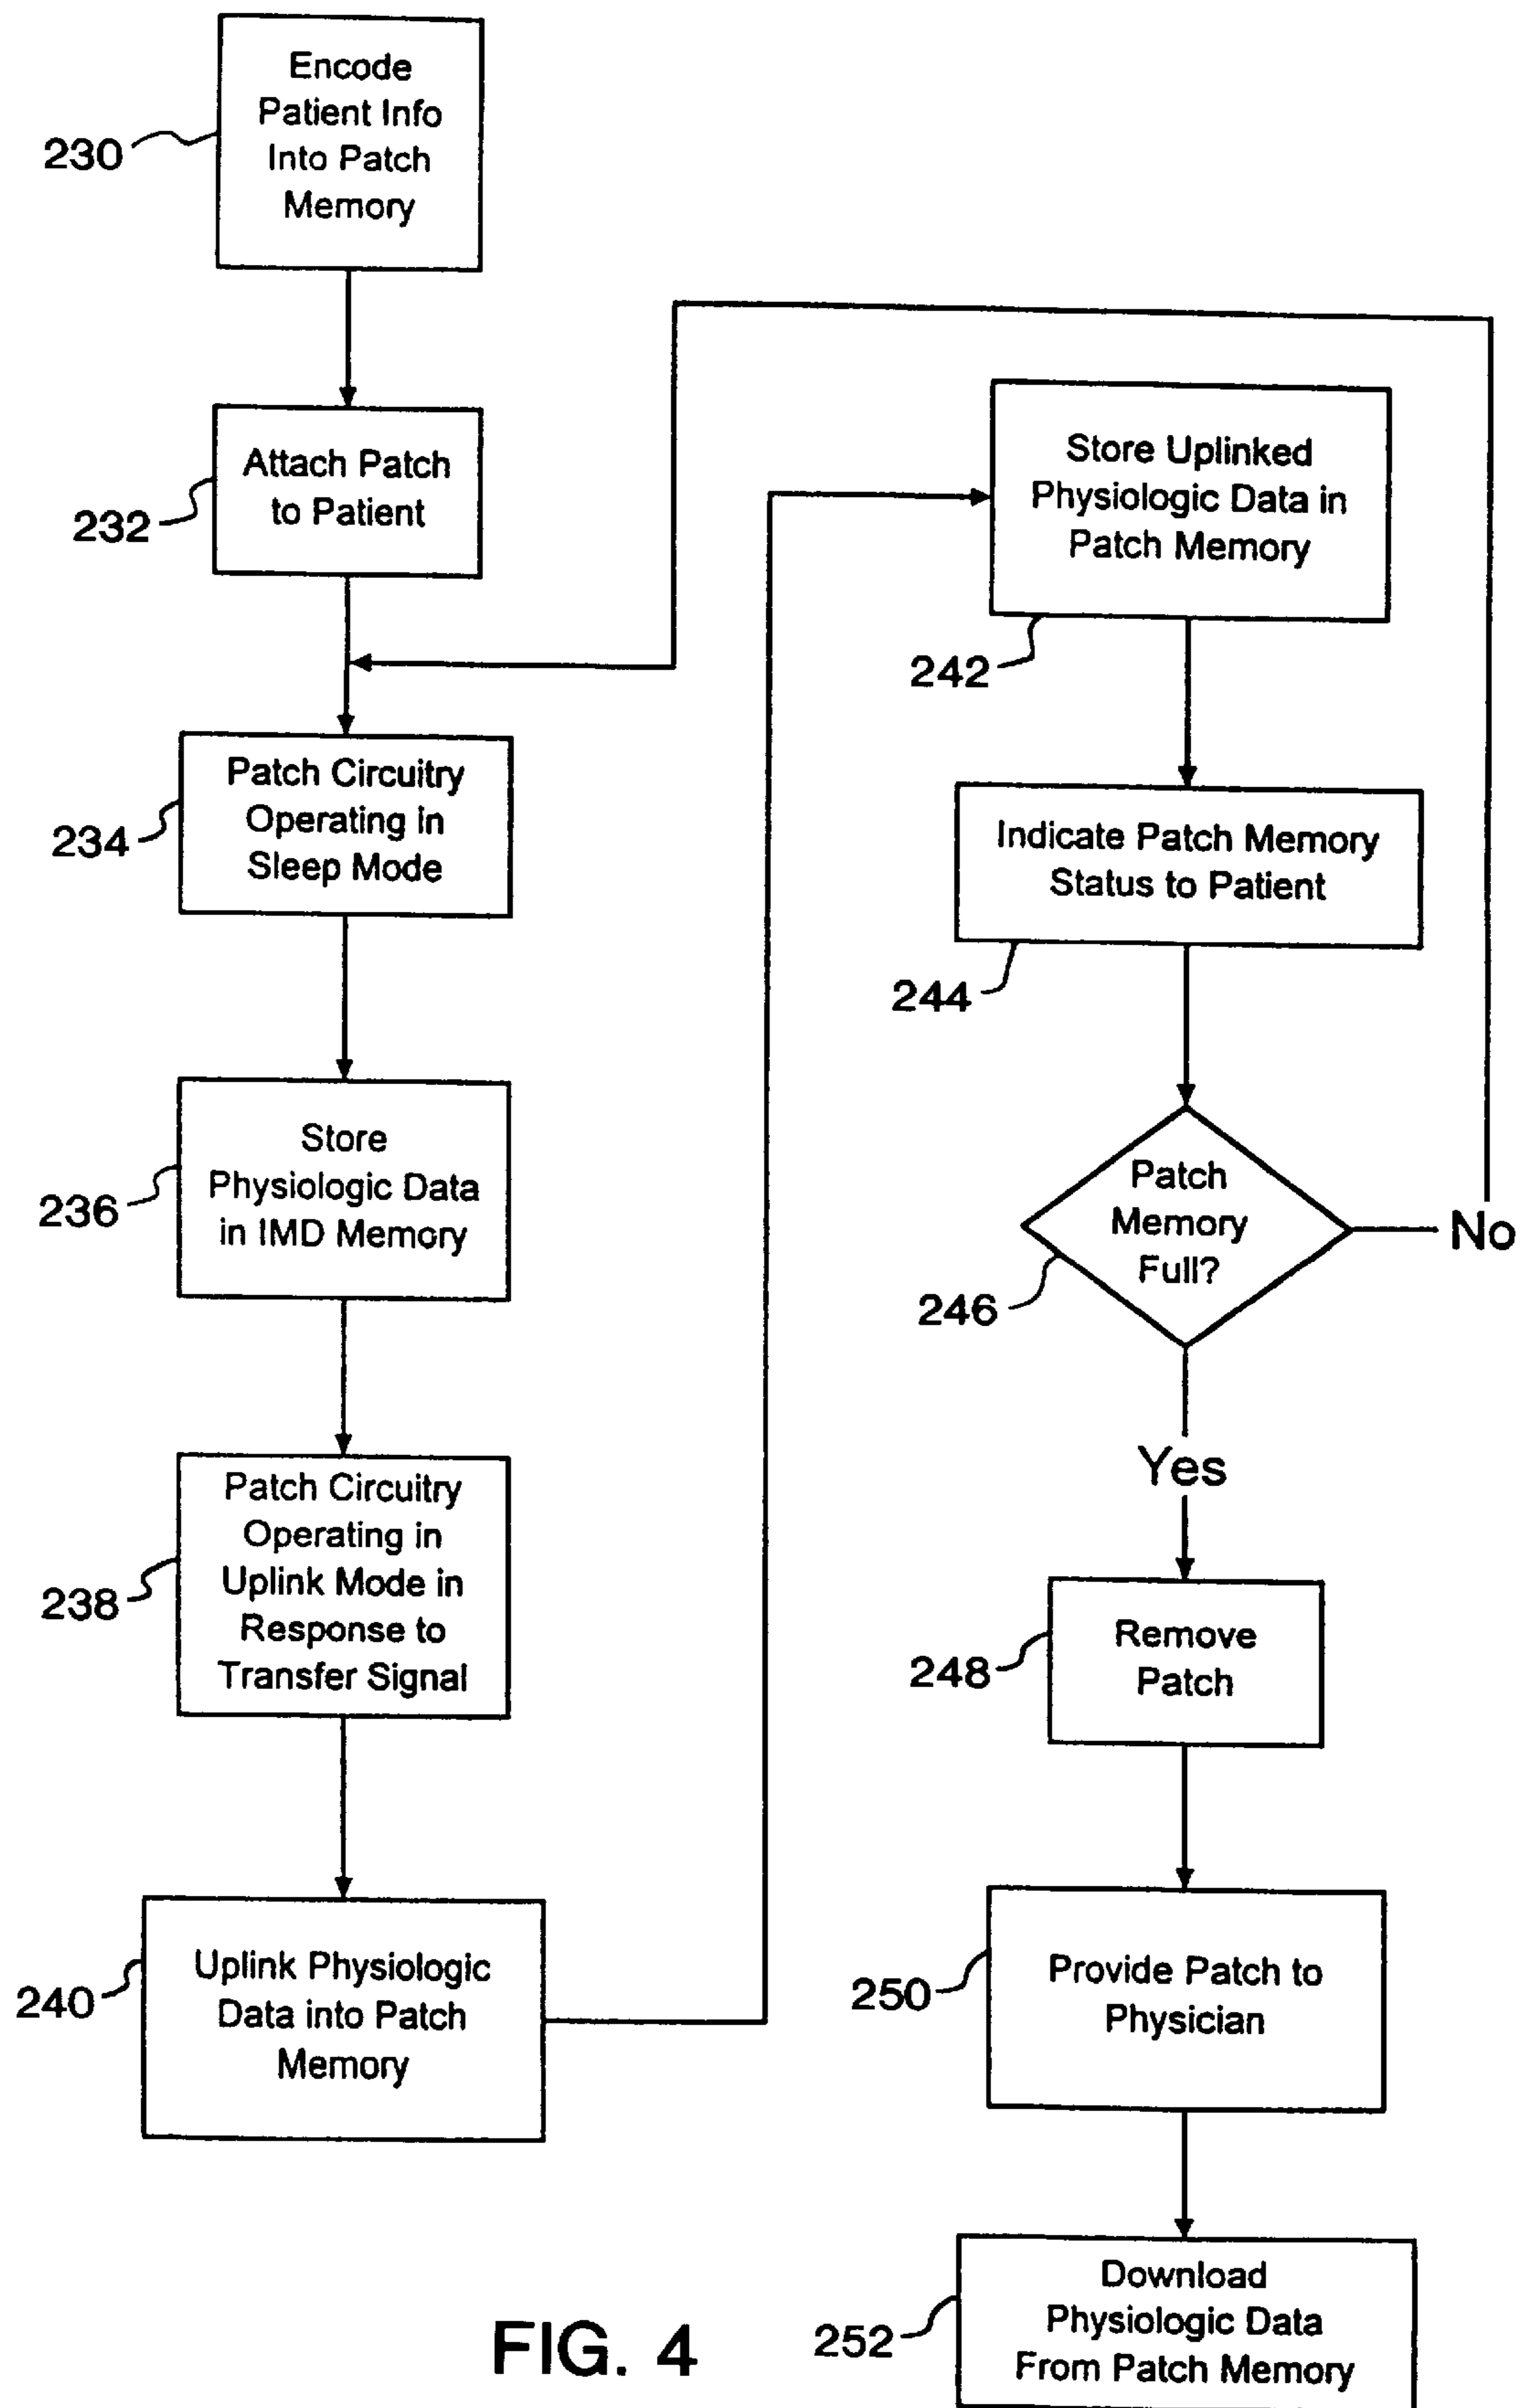 Encode
Patient Info
Into Patch
Memory
230
Attach Patch
to Patient
232
Patch Circuitry
Operating in
Sleep Mode
234
Store
Physiologic Data
in IMD Memory
236
Patch Circuitry
Operating in
Uplink Mode in
Response to
Transfer Signal
238
Uplink Physiologic
Data into Patch
Memory
240
Store Uplinked
Physiologic Data in
Patch Memory
242
Indicate Patch Memory
Status to Patient
244
Patch
Memory
Full?
246
No
Yes
Remove
Patch
248
Provide Patch to
Physician
250
Download
Physiologic Data
From Patch Memory
252
FIG. 4